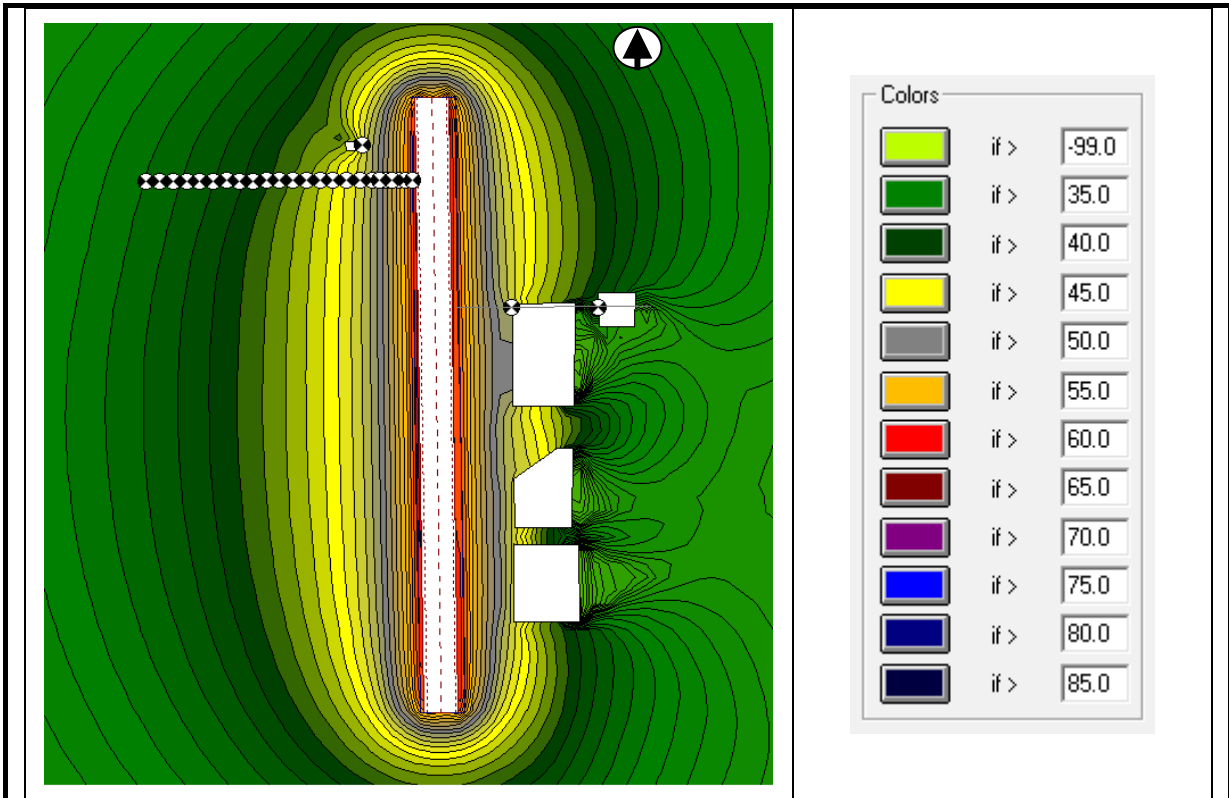 Colors
if > -99.0
if > 35.0
if > 40.0
if > 45.0
if > 50.0
if > 55.0
if > 60.0
if > 65.0
if > 70.0
if > 75.0
if > 80.0
if > 85.0